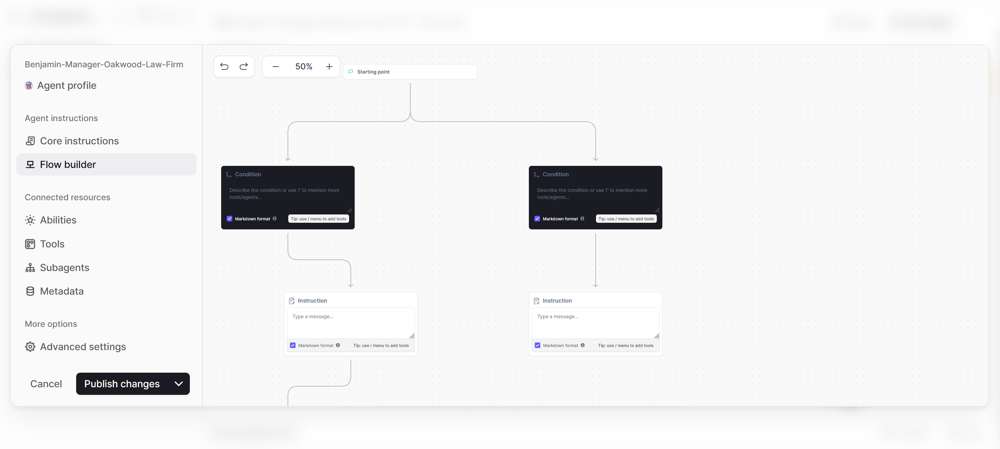 Benjamin-Manager-Oakwood-Law-Firm
Agent profile
Agent instructions
Core instructions
Flow builder
Connected resources
Abilities
Tools
Subagents
Metadata
More options
Advanced settings
Cancel
Publish changes
50%
Starting point
Condition
Describe the condition or use '/' to mention more
tools/agents...
Markdown format
Tip: use / menu to add tools
Condition
Describe the condition or use '/' to mention more
tools/agents...
Markdown format
Tip: use / menu to add tools
Instruction
Type a message...
Markdown format
Tip: use / menu to add tools
Instruction
Type a message...
Markdown format
Tip: use / menu to add tools